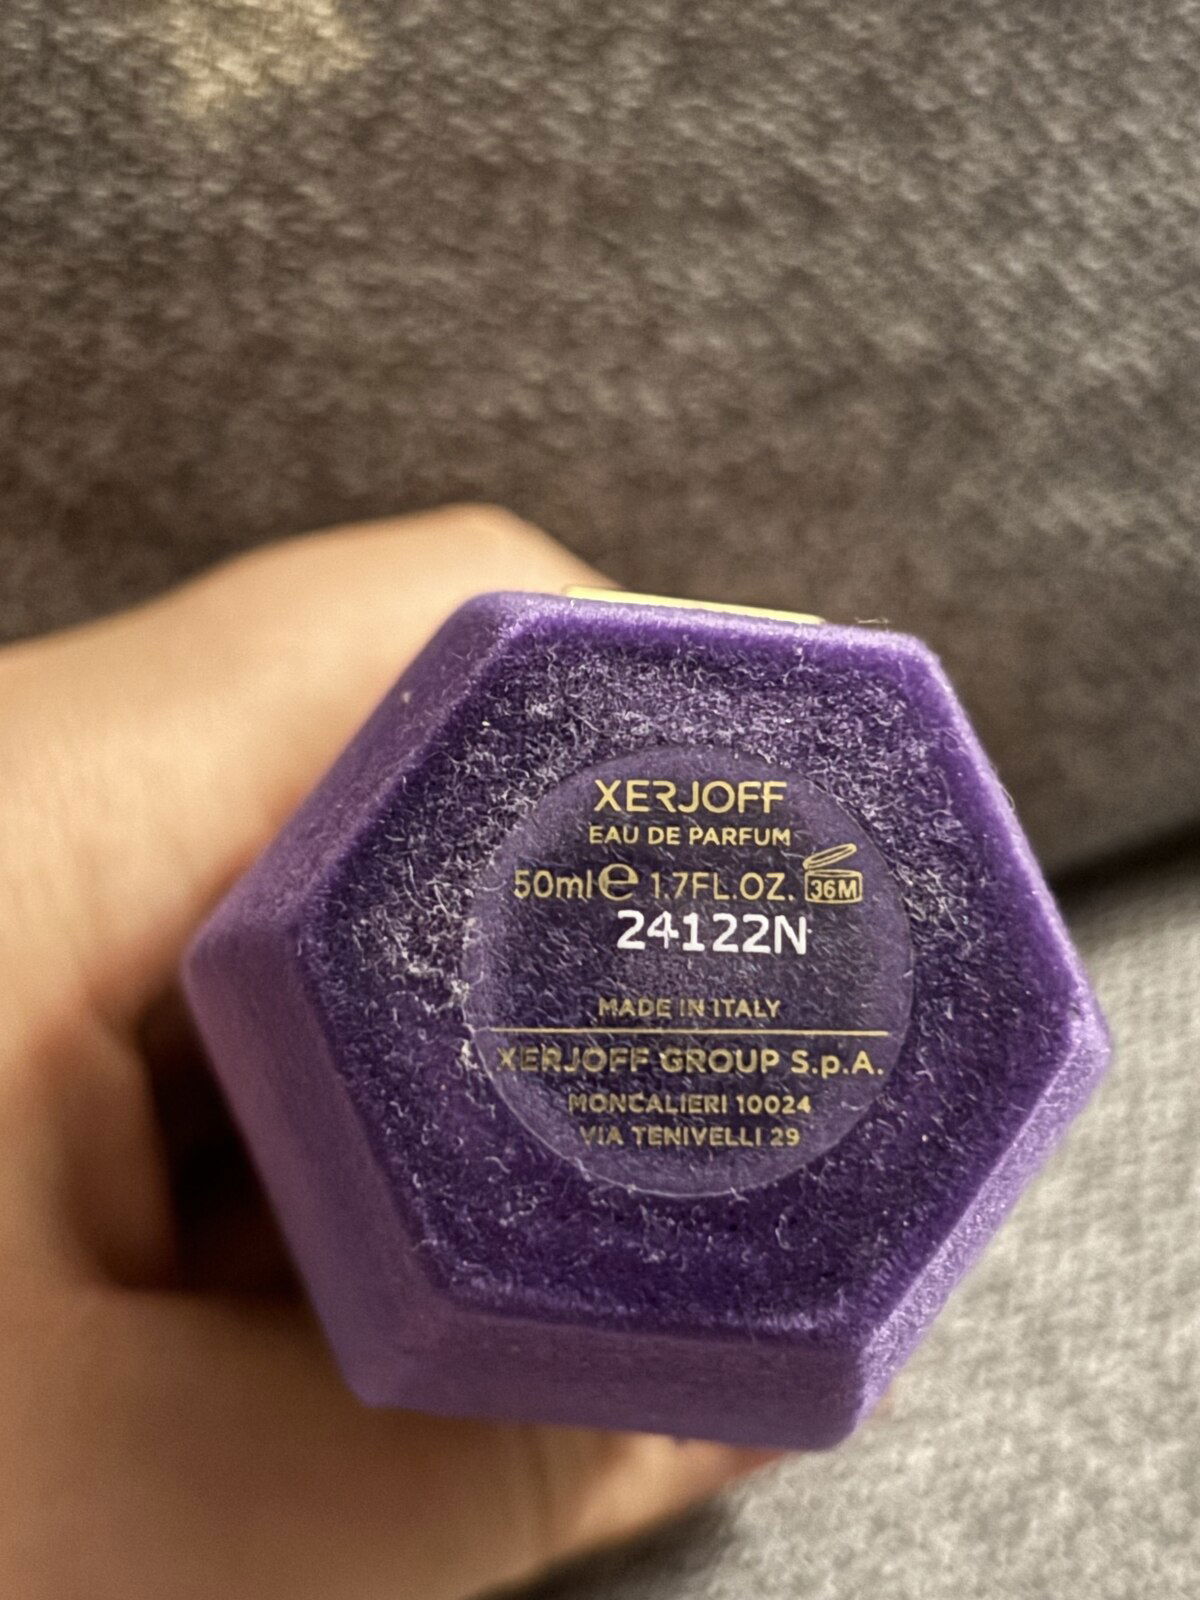 XERJOFF
EAU DE PARFUM
50ml℮ 1.7FL.OZ. 36M
24122N
MADE IN ITALY
XERJOFF GROUP S.p.A.
MONCALIERI 10024
VIA TENIVELLI 29